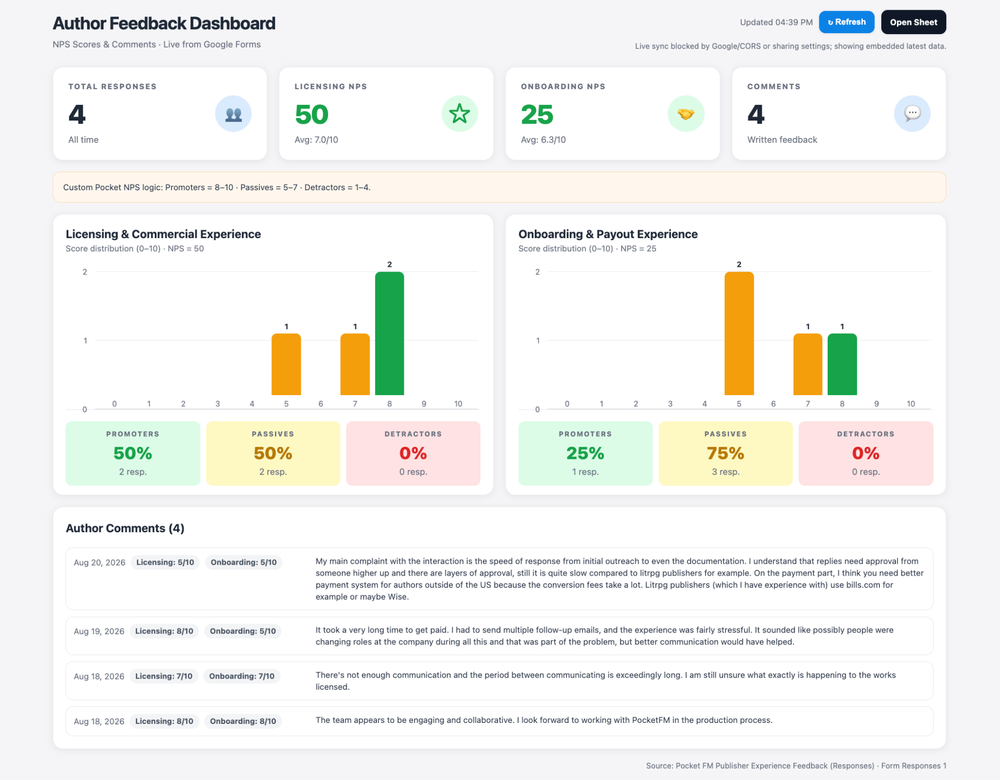 Author Feedback Dashboard
NPS Scores & Comments · Live from Google Forms
Updated 04:39 PM
↻ Refresh
Open Sheet
Live sync blocked by Google/CORS or sharing settings; showing embedded latest data.
TOTAL RESPONSES
4
All time
LICENSING NPS
50
Avg: 7.0/10
ONBOARDING NPS
25
Avg: 6.3/10
COMMENTS
4
Written feedback
Custom Pocket NPS logic: Promoters = 8–10 · Passives = 5–7 · Detractors = 1–4.
Licensing & Commercial Experience
Score distribution (0–10) · NPS = 50
2
2
1
1
1
0
0 1 2 3 4 5 6 7 8 9 10
PROMOTERS
50%
2 resp.
PASSIVES
50%
2 resp.
DETRACTORS
0%
0 resp.
Onboarding & Payout Experience
Score distribution (0–10) · NPS = 25
2
2
1
1
1
0
0 1 2 3 4 5 6 7 8 9 10
PROMOTERS
25%
1 resp.
PASSIVES
75%
3 resp.
DETRACTORS
0%
0 resp.
Author Comments (4)
Aug 20, 2026 Licensing: 5/10 Onboarding: 5/10
My main complaint with the interaction is the speed of response from initial outreach to even the documentation. I understand that replies need approval from
someone higher up and there are layers of approval, still it is quite slow compared to litrpg publishers for example. On the payment part, I think you need better
payment system for authors outside of the US because the conversion fees take a lot. Litrpg publishers (which I have experience with) use bills.com for
example or maybe Wise.
Aug 19, 2026 Licensing: 8/10 Onboarding: 5/10
It took a very long time to get paid. I had to send multiple follow-up emails, and the experience was fairly stressful. It sounded like possibly people were
changing roles at the company during all this and that was part of the problem, but better communication would have helped.
Aug 18, 2026 Licensing: 7/10 Onboarding: 7/10
There's not enough communication and the period between communicating is exceedingly long. I am still unsure what exactly is happening to the works
licensed.
Aug 18, 2026 Licensing: 8/10 Onboarding: 8/10
The team appears to be engaging and collaborative. I look forward to working with PocketFM in the production process.
Source: Pocket FM Publisher Experience Feedback (Responses) · Form Responses 1